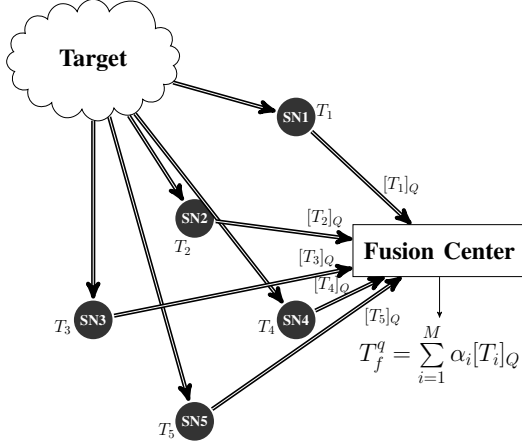 Target
SN1 T_1
[T_1]_Q
SN2
T_2
[T_2]_Q
Fusion Center
[T_3]_Q
[T_4]_Q
T_3 SN3
T_4 SN4
[T_5]_Q
T_f^q = \sum_{i=1}^{M} α_i[T_i]_Q
SN5
T_5